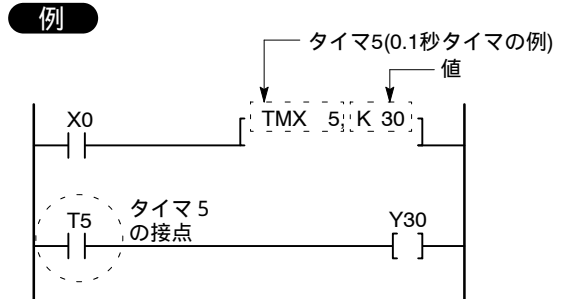 例
タイマ5(0.1秒タイマの例)
値
X0
TMX 5, K 30
T5
タイマ 5
の接点
Y30